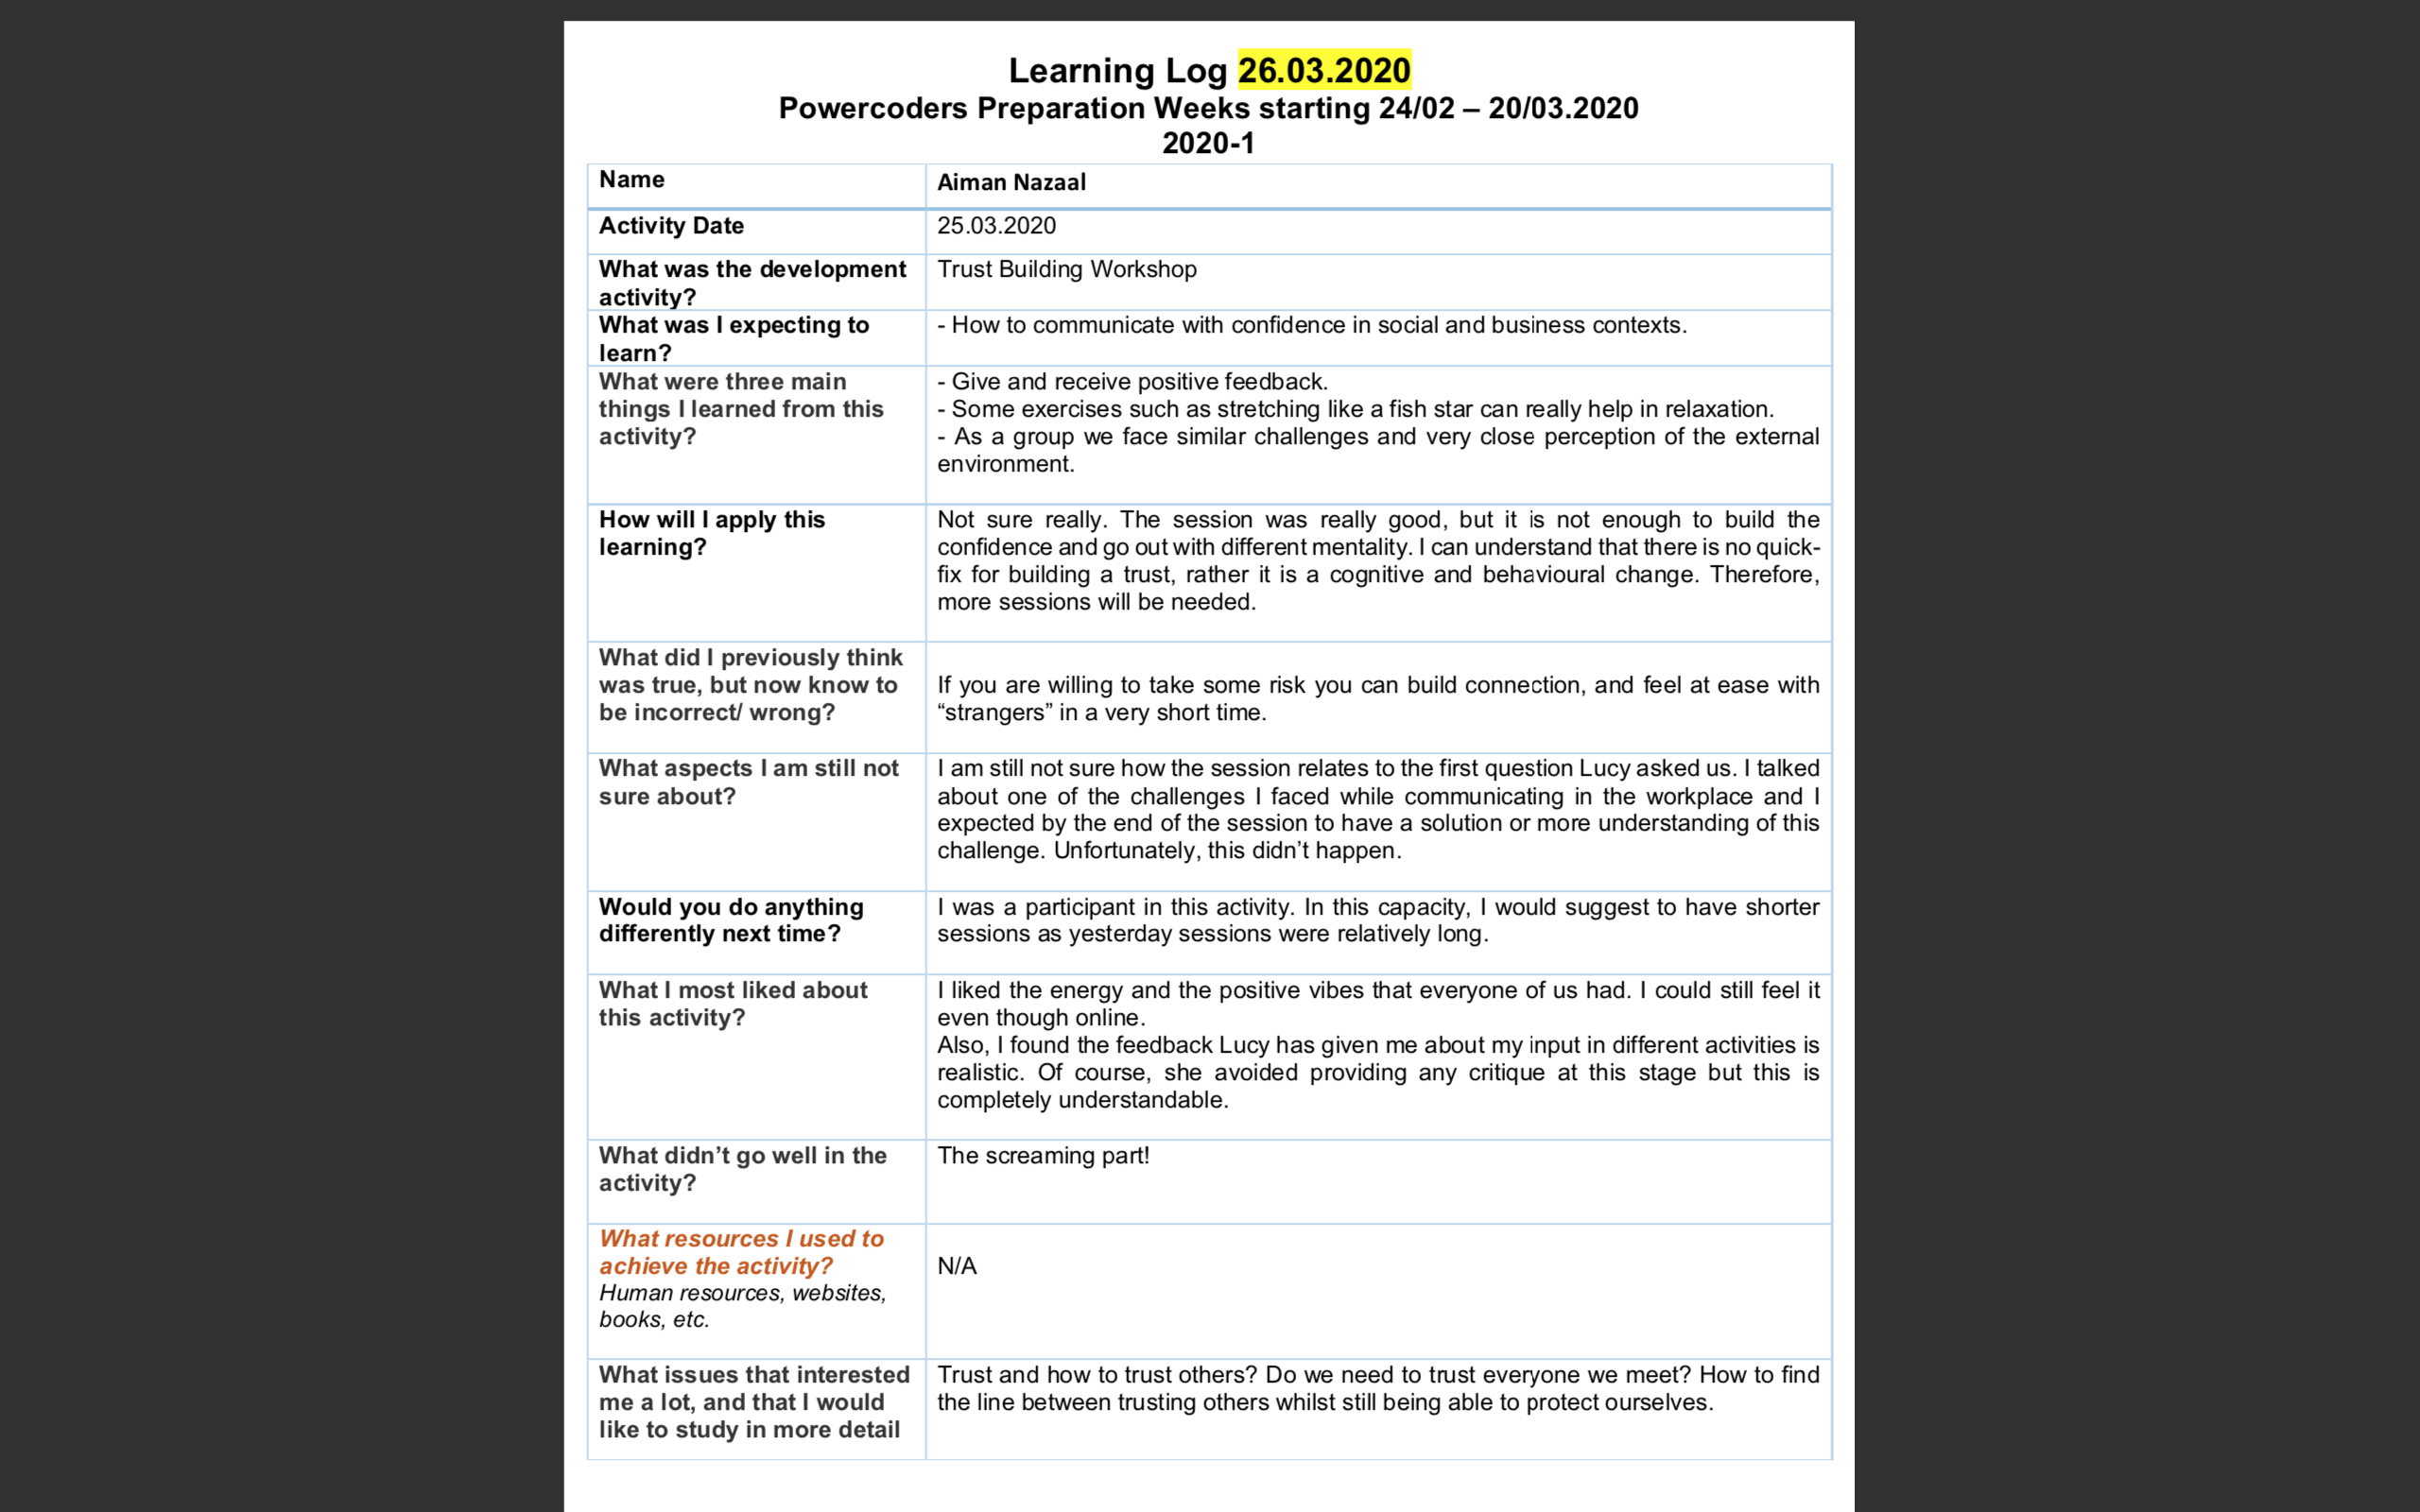 Learning Log 26.03.2020
Powercoders Preparation Weeks starting 24/02 – 20/03.2020
2020-1
Name
Aiman Nazaal
Activity Date
25.03.2020
What was the development
activity?
Trust Building Workshop
What was I expecting to
learn?
- How to communicate with confidence in social and business contexts.
What were three main
things I learned from this
activity?
- Give and receive positive feedback.
- Some exercises such as stretching like a fish star can really help in relaxation.
- As a group we face similar challenges and very close perception of the external
environment.
How will I apply this
learning?
Not sure really. The session was really good, but it is not enough to build the
confidence and go out with different mentality. I can understand that there is no quick-
fix for building a trust, rather it is a cognitive and behavioural change. Therefore,
more sessions will be needed.
What did I previously think
was true, but now know to
be incorrect/ wrong?
If you are willing to take some risk you can build connection, and feel at ease with
“strangers” in a very short time.
What aspects I am still not
sure about?
I am still not sure how the session relates to the first question Lucy asked us. I talked
about one of the challenges I faced while communicating in the workplace and I
expected by the end of the session to have a solution or more understanding of this
challenge. Unfortunately, this didn’t happen.
Would you do anything
differently next time?
I was a participant in this activity. In this capacity, I would suggest to have shorter
sessions as yesterday sessions were relatively long.
What I most liked about
this activity?
I liked the energy and the positive vibes that everyone of us had. I could still feel it
even though online.
Also, I found the feedback Lucy has given me about my input in different activities is
realistic. Of course, she avoided providing any critique at this stage but this is
completely understandable.
What didn’t go well in the
activity?
The screaming part!
What resources I used to
achieve the activity?
Human resources, websites,
books, etc.
N/A
What issues that interested
me a lot, and that I would
like to study in more detail
Trust and how to trust others? Do we need to trust everyone we meet? How to find
the line between trusting others whilst still being able to protect ourselves.